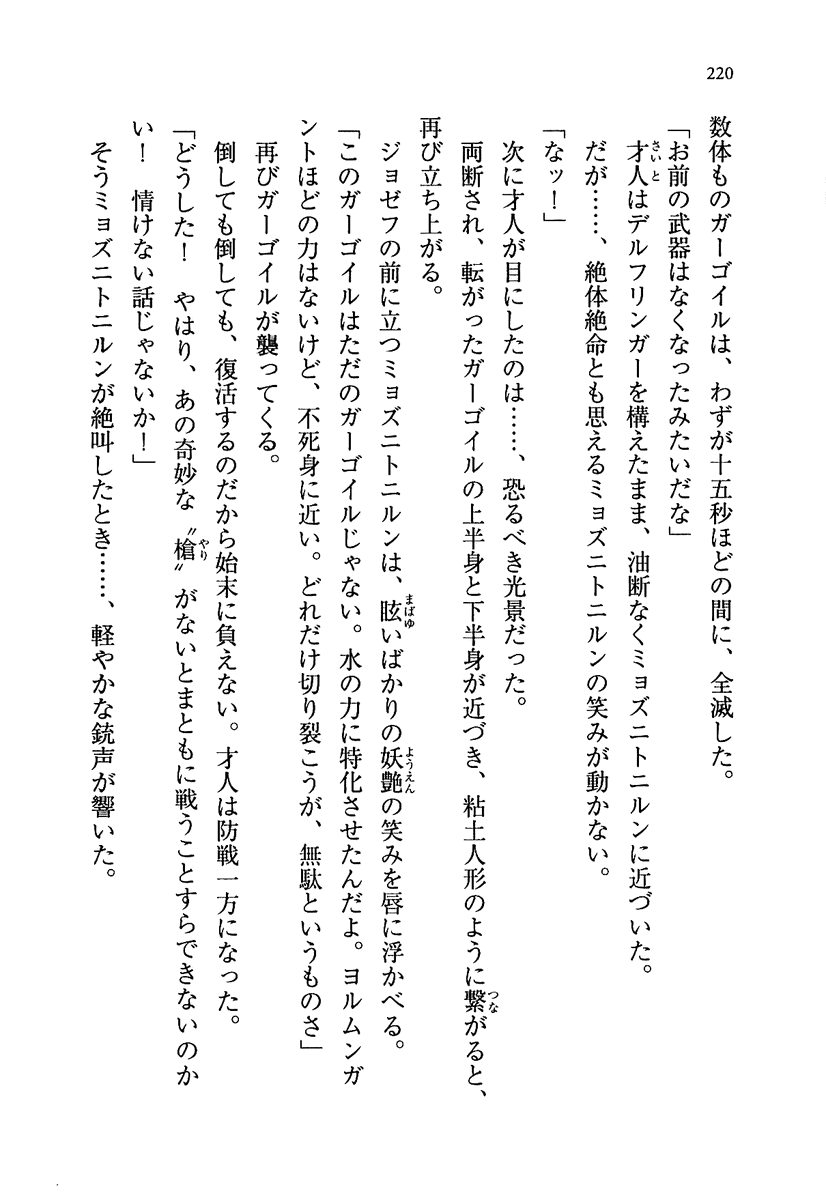 220
数体ものガーゴイルは、わずが十五秒ほどの間に、全滅した。
「お前の武器はなくなったみたいだな」
才人はデルフリンガーを構えたまま、油断なくミョズニトニルンに近づいた。
だが……、絶体絶命とも思えるミョズニトニルンの笑みが動かない。
「なッ！」
次に才人が目にしたのは……、恐るべき光景だった。
両断され、転がったガーゴイルの上半身と下半身が近づき、粘土人形のように繋がると、
再び立ち上がる。
ジョゼフの前に立つミョズニトニルンは、眩いばかりの妖艶の笑みを唇に浮かべる。
「このガーゴイルはただのガーゴイルじゃない。水の力に特化させたんだよ。ヨルムンガ
ントほどの力はないけど、不死身に近い。どれだけ切り裂こうが、無駄というものさ」
再びガーゴイルが襲ってくる。
倒しても倒しても、復活するのだから始末に負えない。才人は防戦一方になった。
「どうした！　やはり、あの奇妙な〝槍〟がないとまともに戦うことすらできないのか
い！　情けない話じゃないか！」
そうミョズニトニルンが絶叫したとき……、軽やかな銃声が響いた。